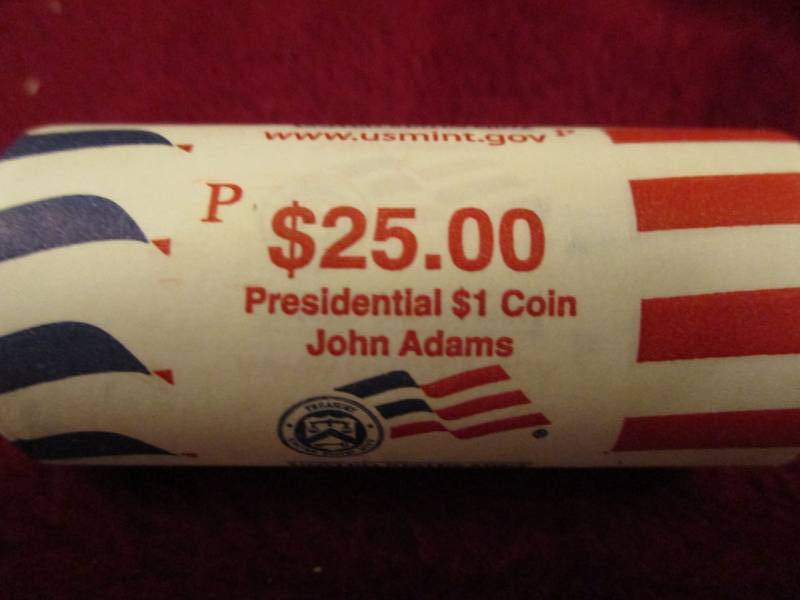 www.usmint.gov P
P
$25.00
Presidential $1 Coin
John Adams